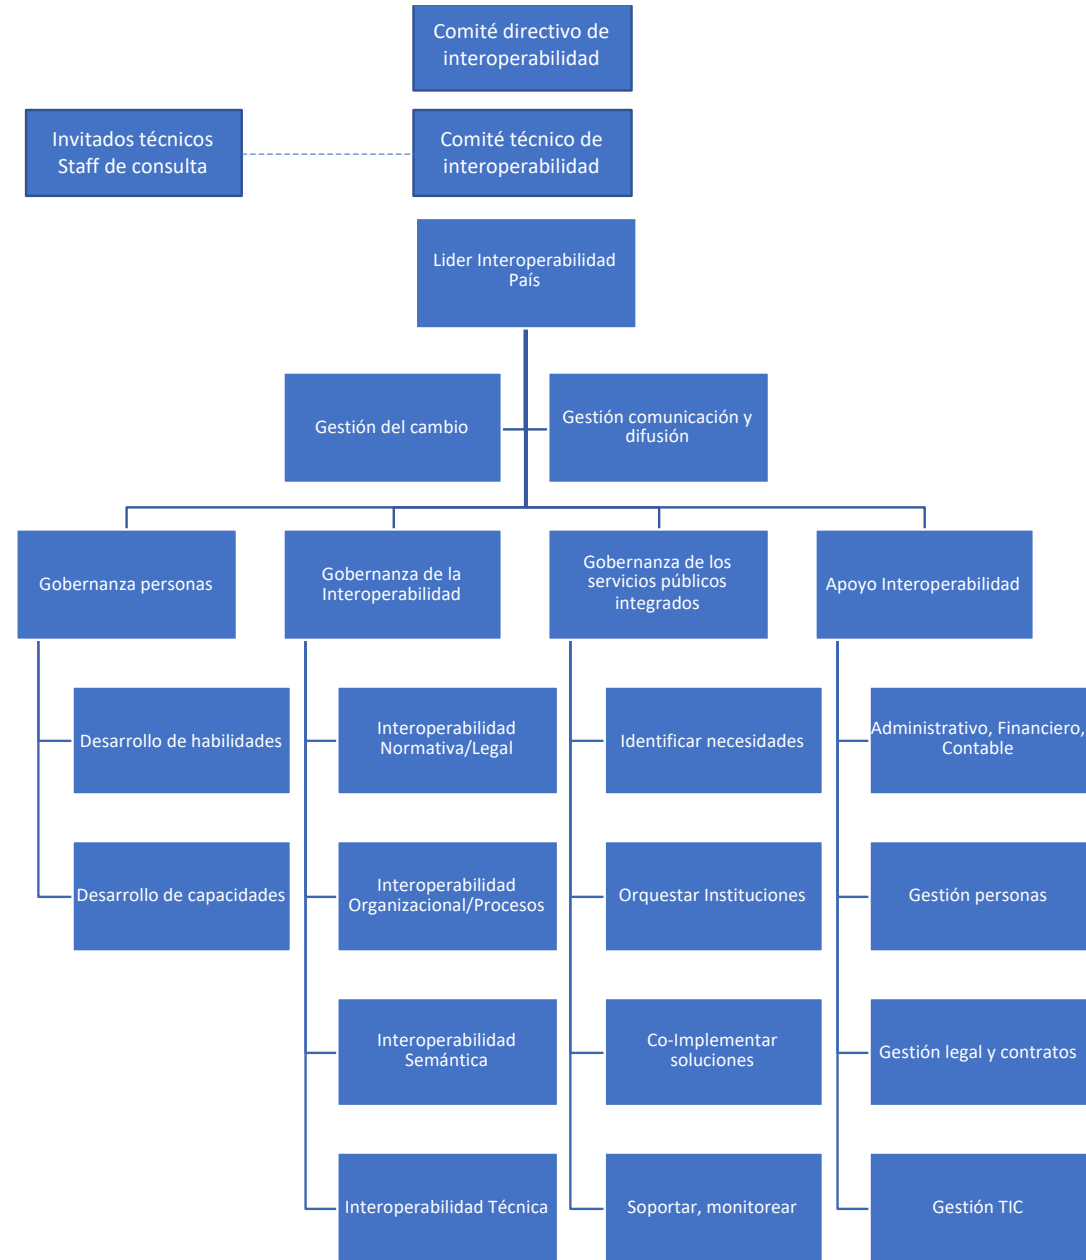 Comité directivo de
interoperabilidad
Invitados técnicos
Staff de consulta
Comité técnico de
interoperabilidad
Lider Interoperabilidad
País
Gestión del cambio
Gestión comunicación y
difusión
Gobernanza personas
Gobernanza de la
Interoperabilidad
Gobernanza de los
servicios públicos
integrados
Apoyo Interoperabilidad
Desarrollo de habilidades
Interoperabilidad
Normativa/Legal
Identificar necesidades
Administrativo, Financiero,
Contable
Desarrollo de capacidades
Interoperabilidad
Organizacional/Procesos
Orquestar Instituciones
Gestión personas
Interoperabilidad
Semántica
Co-Implementar
soluciones
Gestión legal y contratos
Interoperabilidad Técnica
Soportar, monitorear
Gestión TIC